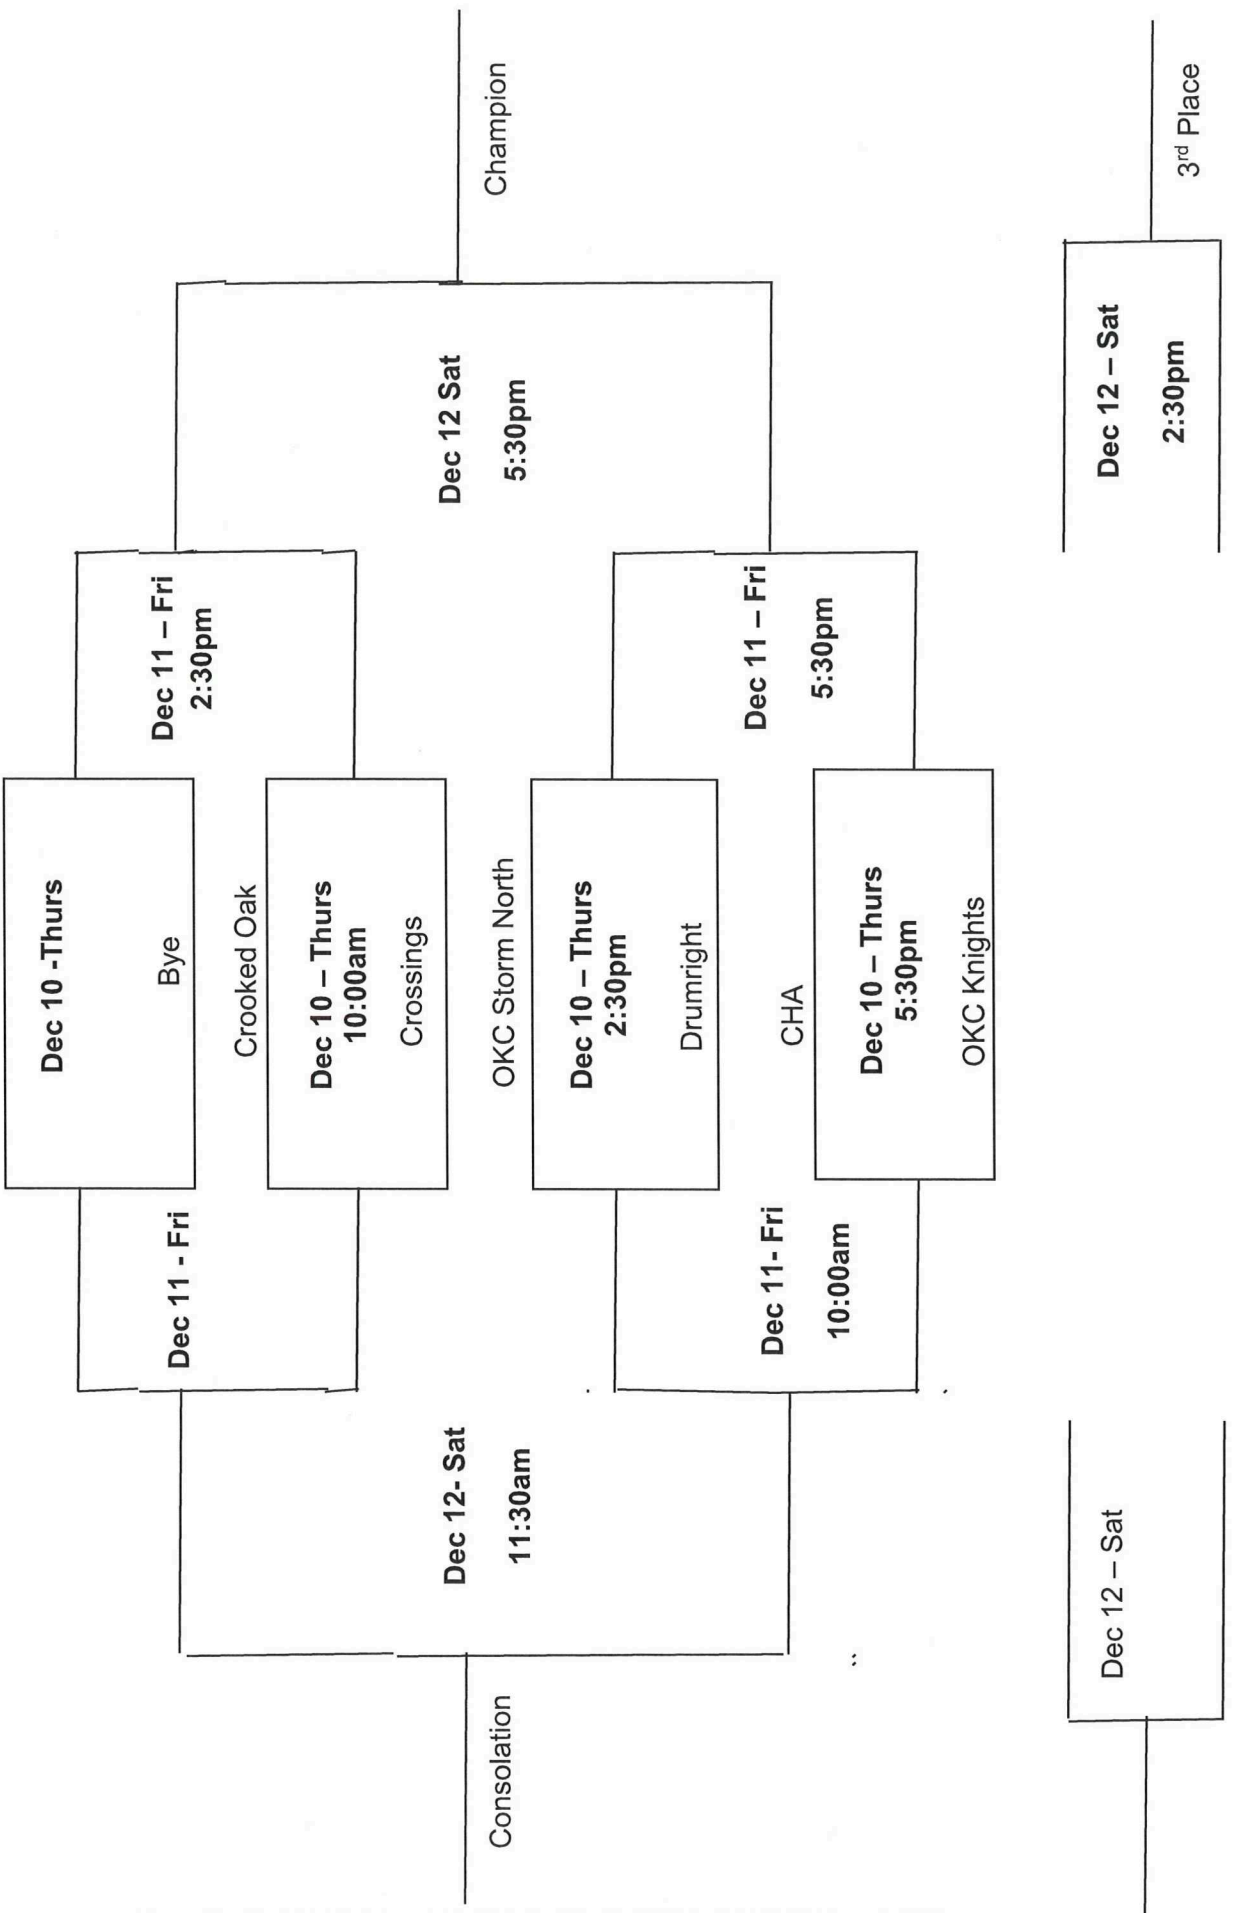 Dec 10 -Thurs
Bye
Crooked Oak
Dec 10 – Thurs
10:00am
Crossings
OKC Storm North
Dec 10 – Thurs
2:30pm
Drumright
CHA
Dec 10 – Thurs
5:30pm
OKC Knights
Dec 11 - Fri
Dec 11- Fri
10:00am
Dec 12- Sat
11:30am
Consolation
Dec 12 – Sat
Dec 11 – Fri
2:30pm
Dec 11 – Fri
5:30pm
Dec 12 Sat
5:30pm
Champion
Dec 12 – Sat
2:30pm
3rd Place